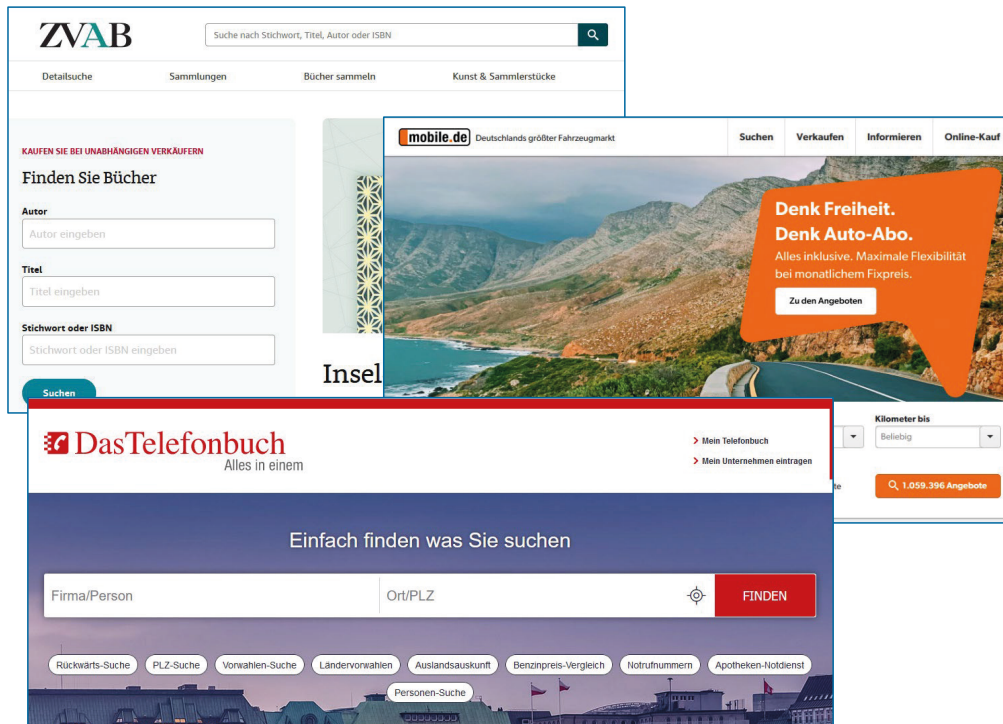 ZVAB
Suche nach Stichwort, Titel, Autor oder ISBN
Detailsuche Sammlungen Bücher sammeln Kunst & Sammlerstücke
KAUFEN SIE BEI UNABHÄNGIGEN VERKÄUFERN
Finden Sie Bücher
Autor
Autor eingeben
Titel
Titel eingeben
Stichwort oder ISBN
Stichwort oder ISBN eingeben
Suchen
Insel
mobile.de Deutschlands größter Fahrzeugmarkt
Suchen Verkaufen Informieren Online-Kauf
Denk Freiheit.
Denk Auto-Abo.
Alles inklusive. Maximale Flexibilität
bei monatlichem Fixpreis.
Zu den Angeboten
Kilometer bis
Beliebig
te
1.059.396 Angebote
DasTelefonbuch
Alles in einem
Mein Telefonbuch
Mein Unternehmen eintragen
Einfach finden was Sie suchen
Firma/Person Ort/PLZ FINDEN
Rückwärts-Suche PLZ-Suche Vorwahlen-Suche Ländervorwahlen Auslandsauskunft Benzinpreis-Vergleich Notrufnummern Apotheken-Notdienst
Personen-Suche